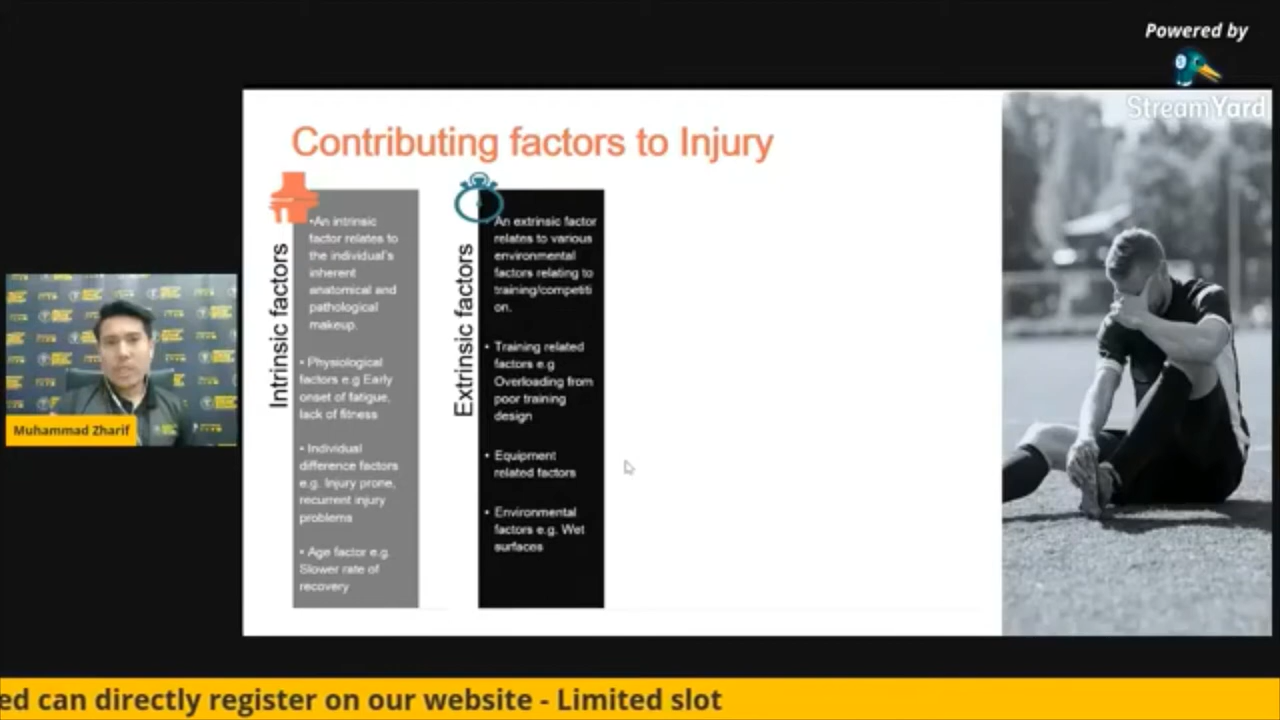 Powered by
StreamYard
Contributing factors to Injury
Intrinsic factors
•An intrinsic
factor relates to
the individual's
inherent
anatomical and
pathological
makeup.
• Physiological
factors e.g Early
onset of fatigue,
lack of fitness
• Individual
difference factors
e.g. Injury prone,
recurrent injury
problems
• Age factor e.g.
Slower rate of
recovery
Extrinsic factors
An extrinsic factor
relates to various
environmental
factors relating to
training/competiti
on.
• Training related
factors e.g
Overloading from
poor training
design
• Equipment
related factors
• Environmental
factors e.g. Wet
surfaces
Muhammad Zharif
ed can directly register on our website - Limited slot